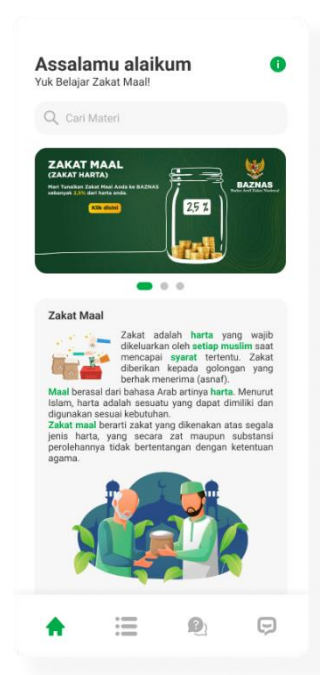 Assalamu alaikum
Yuk Belajar Zakat Maal!
Cari Materi
ZAKAT MAAL
(ZAKAT HARTA)
Mari Tunaikan Zakat Maal Anda ke BAZNAS
sebanyak 2,5% dari harta anda.
Klik disini
2,5 %
BAZNAS
Badan Amil Zakat Nasional
Zakat Maal
Zakat adalah harta yang wajib
dikeluarkan oleh setiap muslim saat
mencapai syarat tertentu. Zakat
diberikan kepada golongan yang
berhak menerima (asnaf).
Maal berasal dari bahasa Arab artinya harta. Menurut
Islam, harta adalah sesuatu yang dapat dimiliki dan
digunakan sesuai kebutuhan.
Zakat maal berarti zakat yang dikenakan atas segala
jenis harta, yang secara zat maupun substansi
perolehannya tidak bertentangan dengan ketentuan
agama.